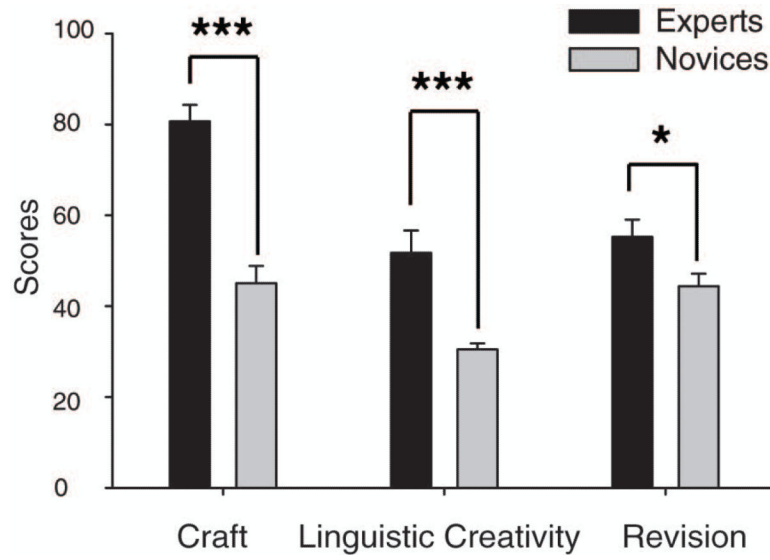 Experts
Novices
100
80
60
40
20
0
Scores
***
***
*
Craft
Linguistic Creativity
Revision